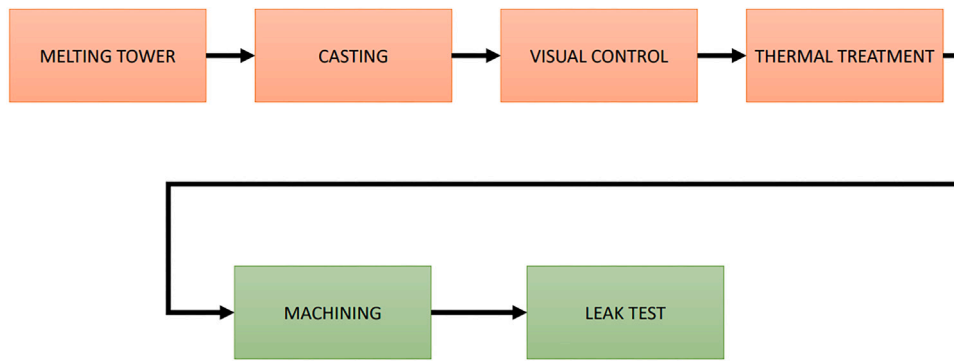 MELTING TOWER
CASTING
VISUAL CONTROL
THERMAL TREATMENT
MACHINING
LEAK TEST